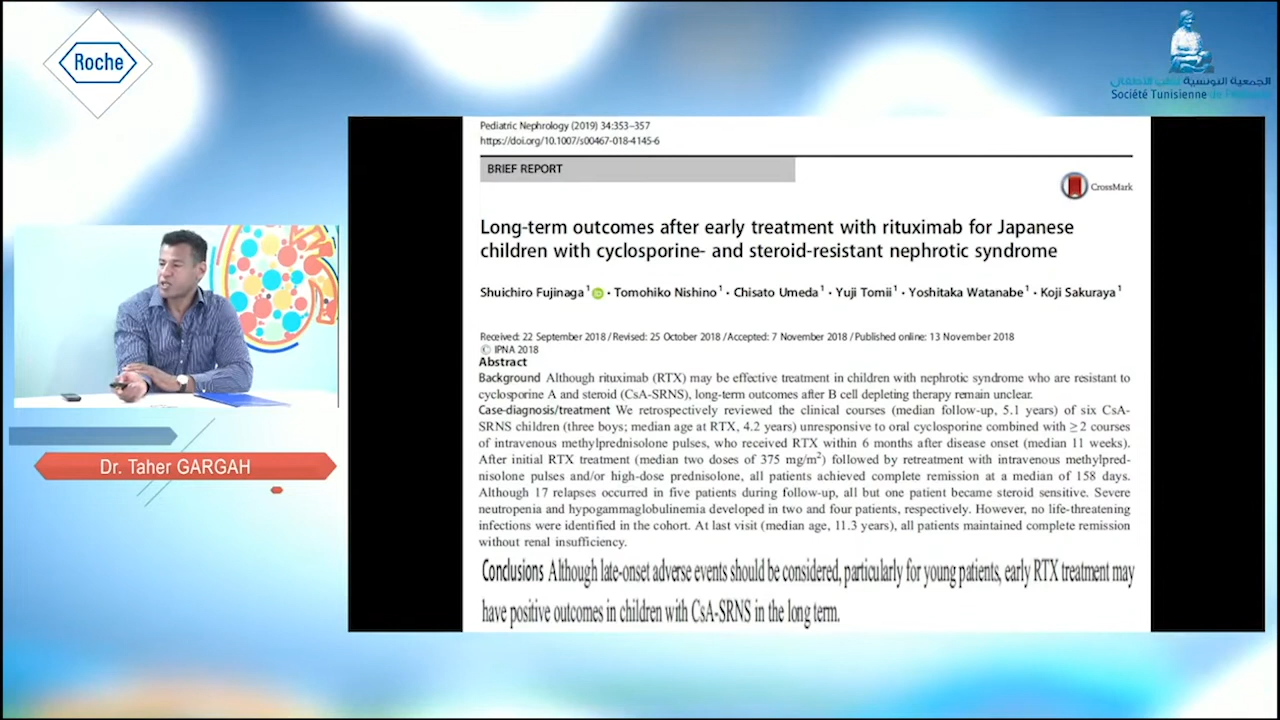 Roche
الجمعية التونسية لطب الأطفال
Société Tunisienne de
Pediatric Nephrology (2019) 34:353–357
https://doi.org/10.1007/s00467-018-4145-6
BRIEF REPORT
CrossMark
Long-term outcomes after early treatment with rituximab for Japanese
children with cyclosporine- and steroid-resistant nephrotic syndrome
Shuichiro Fujinaga 1 iD · Tomohiko Nishino 1 · Chisato Umeda 1 · Yuji Tomii 1 · Yoshitaka Watanabe 1 · Koji Sakuraya 1
Received: 22 September 2018 / Revised: 25 October 2018 / Accepted: 7 November 2018 / Published online: 13 November 2018
© IPNA 2018
Abstract
Background Although rituximab (RTX) may be effective treatment in children with nephrotic syndrome who are resistant to
cyclosporine A and steroid (CsA-SRNS), long-term outcomes after B cell depleting therapy remain unclear.
Case-diagnosis/treatment We retrospectively reviewed the clinical courses (median follow-up, 5.1 years) of six CsA-
SRNS children (three boys; median age at RTX, 4.2 years) unresponsive to oral cyclosporine combined with ≥ 2 courses
of intravenous methylprednisolone pulses, who received RTX within 6 months after disease onset (median 11 weeks).
After initial RTX treatment (median two doses of 375 mg/m²) followed by retreatment with intravenous methylpred-
nisolone pulses and/or high-dose prednisolone, all patients achieved complete remission at a median of 158 days.
Although 17 relapses occurred in five patients during follow-up, all but one patient became steroid sensitive. Severe
neutropenia and hypogammaglobulinemia developed in two and four patients, respectively. However, no life-threatening
infections were identified in the cohort. At last visit (median age, 11.3 years), all patients maintained complete remission
without renal insufficiency.
Conclusions Although late-onset adverse events should be considered, particularly for young patients, early RTX treatment may
have positive outcomes in children with CsA-SRNS in the long term.
Dr. Taher GARGAH